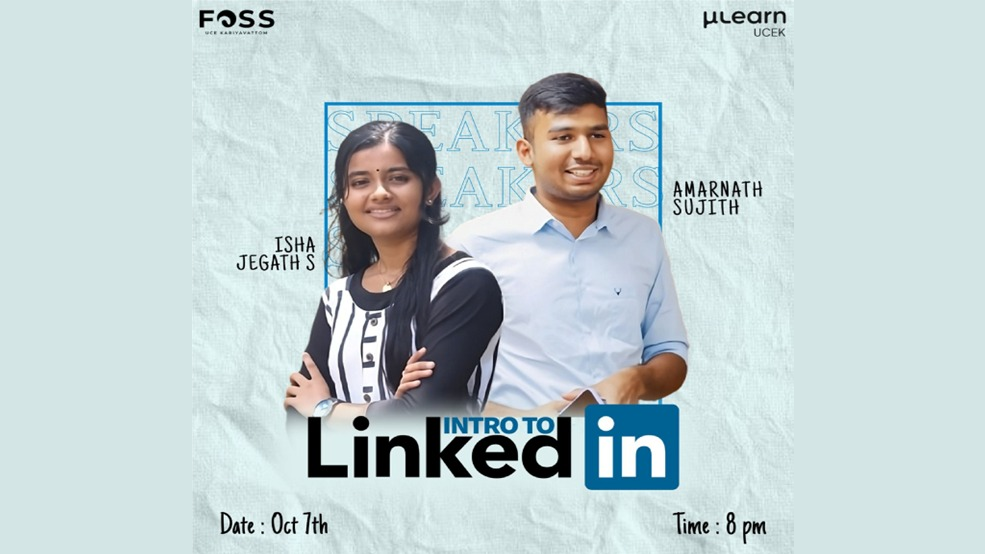 FOSS
UCE KARIYAVATTOM
µLearn
UCEK
SPEAKERS
SPEAKERS
AMARNATH
SUJITH
ISHA
JEGATH S
INTRO TO
Linked in
Date : Oct 7th
Time : 8 pm